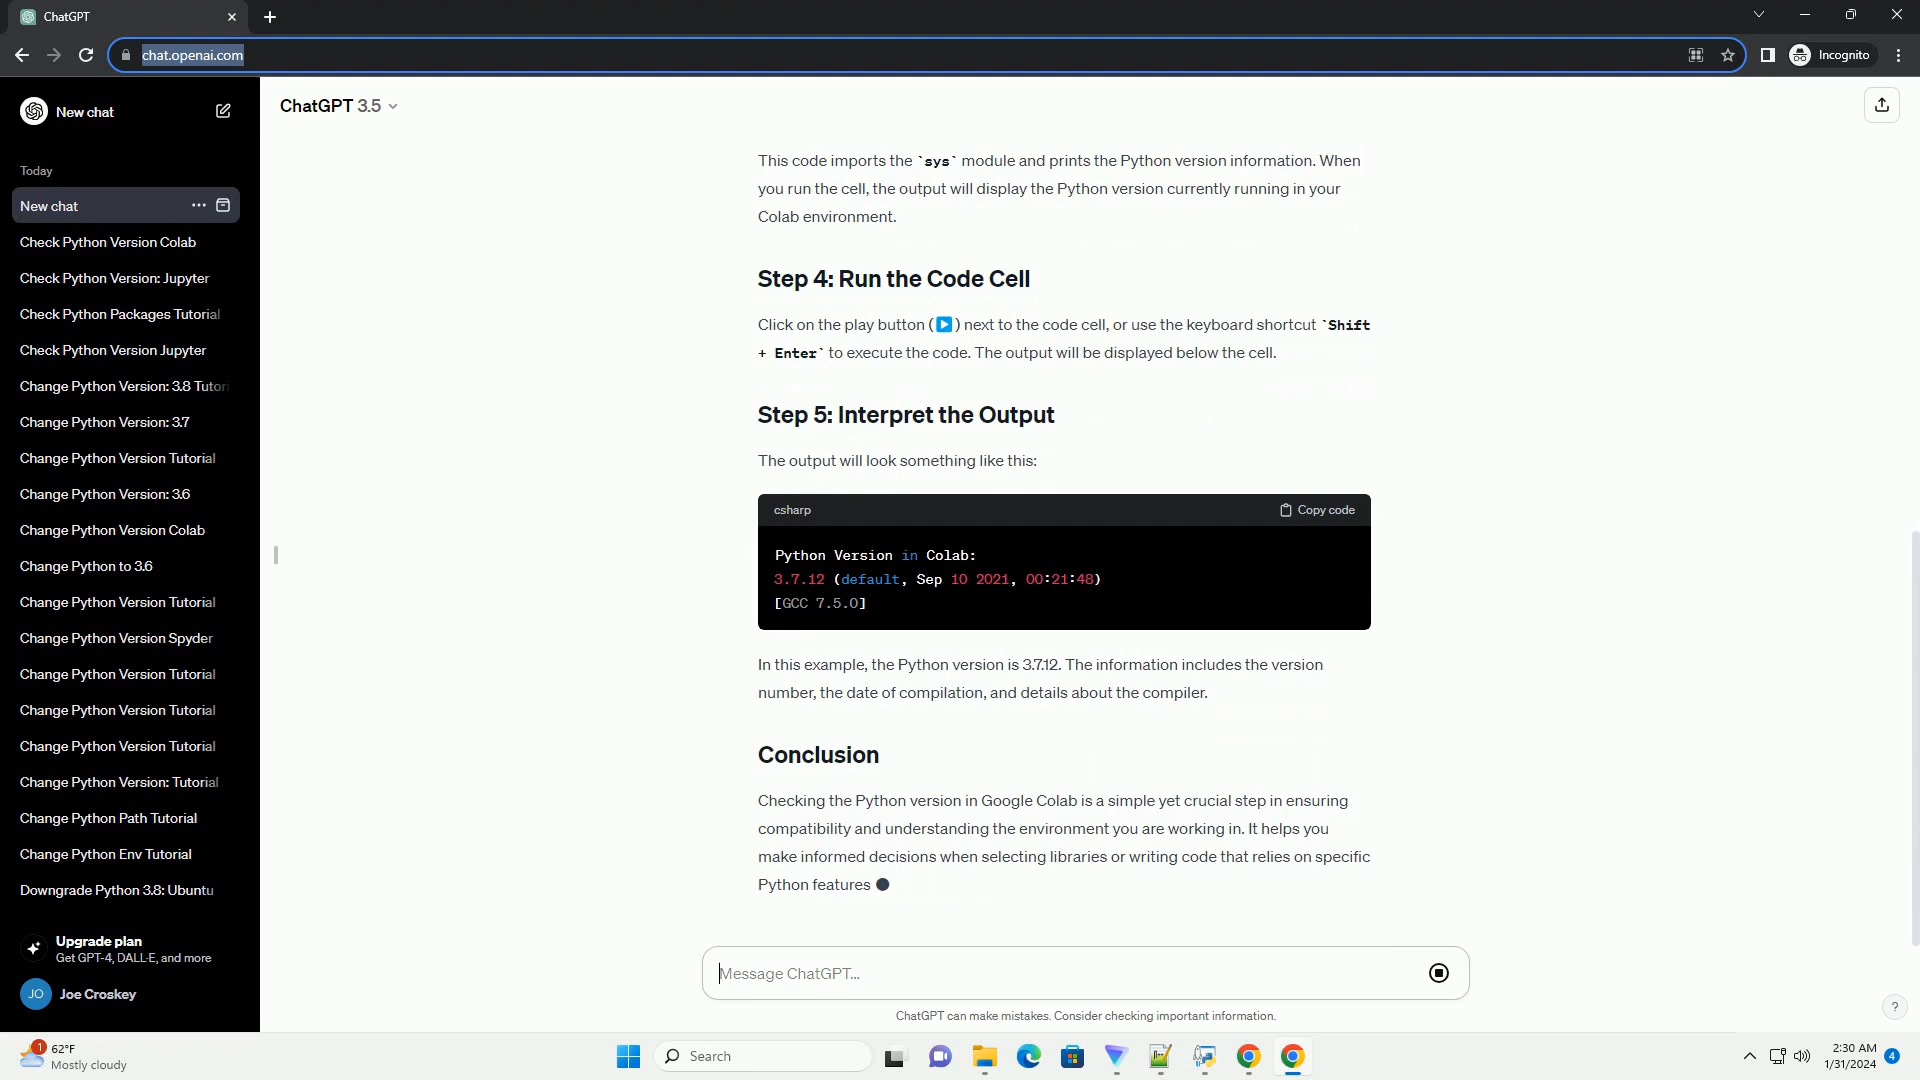 ChatGPT
chat.openai.com
Incognito
New chat
ChatGPT 3.5
Today
New chat
Check Python Version Colab
Check Python Version: Jupyter
Check Python Packages Tutorial
Check Python Version Jupyter
Change Python Version: 3.8 Tutori
Change Python Version: 3.7
Change Python Version Tutorial
Change Python Version: 3.6
Change Python Version Colab
Change Python to 3.6
Change Python Version Tutorial
Change Python Version Spyder
Change Python Version Tutorial
Change Python Version Tutorial
Change Python Version Tutorial
Change Python Version: Tutorial
Change Python Path Tutorial
Change Python Env Tutorial
Downgrade Python 3.8: Ubuntu
Upgrade plan
Get GPT-4, DALL·E, and more
JO Joe Croskey
This code imports the `sys` module and prints the Python version information. When
you run the cell, the output will display the Python version currently running in your
Colab environment.
Step 4: Run the Code Cell
Click on the play button (▶️) next to the code cell, or use the keyboard shortcut `Shift
+ Enter` to execute the code. The output will be displayed below the cell.
Step 5: Interpret the Output
The output will look something like this:
csharp
Copy code
Python Version in Colab:
3.7.12 (default, Sep 10 2021, 00:21:48)
[GCC 7.5.0]
In this example, the Python version is 3.7.12. The information includes the version
number, the date of compilation, and details about the compiler.
Conclusion
Checking the Python version in Google Colab is a simple yet crucial step in ensuring
compatibility and understanding the environment you are working in. It helps you
make informed decisions when selecting libraries or writing code that relies on specific
Python features
Message ChatGPT...
ChatGPT can make mistakes. Consider checking important information.
?
1
62°F
Mostly cloudy
Search
2:30 AM
1/31/2024
4